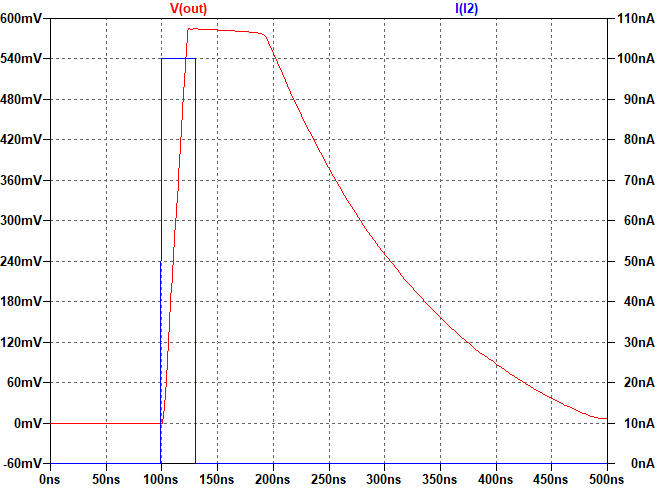 V(out) I(I2)
600mV 110nA
540mV 100nA
480mV 90nA
420mV 80nA
360mV 70nA
300mV 60nA
240mV 50nA
180mV 40nA
120mV 30nA
60mV 20nA
0mV 10nA
-60mV 0nA
0ns 50ns 100ns 150ns 200ns 250ns 300ns 350ns 400ns 450ns 500ns